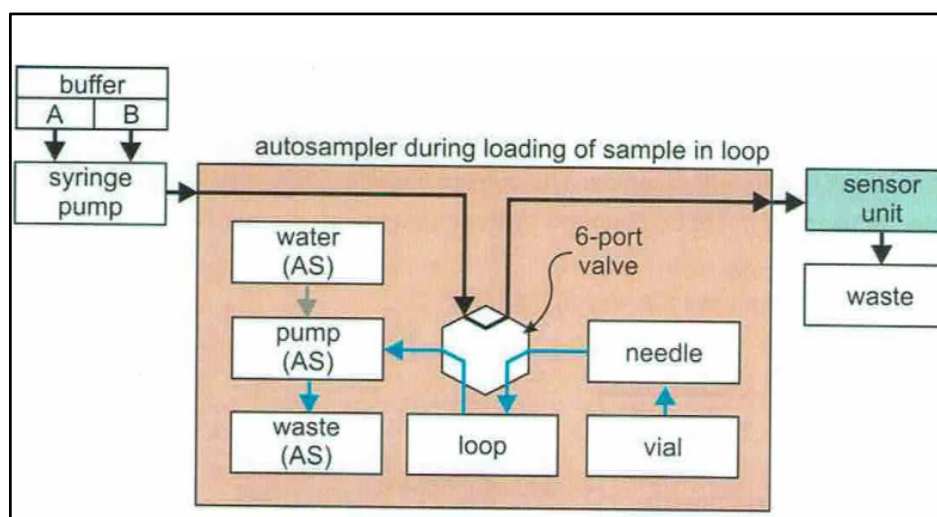 buffer
A B
syringe
pump
autosampler during loading of sample in loop
water
(AS)
pump
(AS)
waste
(AS)
6-port
valve
loop
needle
vial
sensor
unit
waste